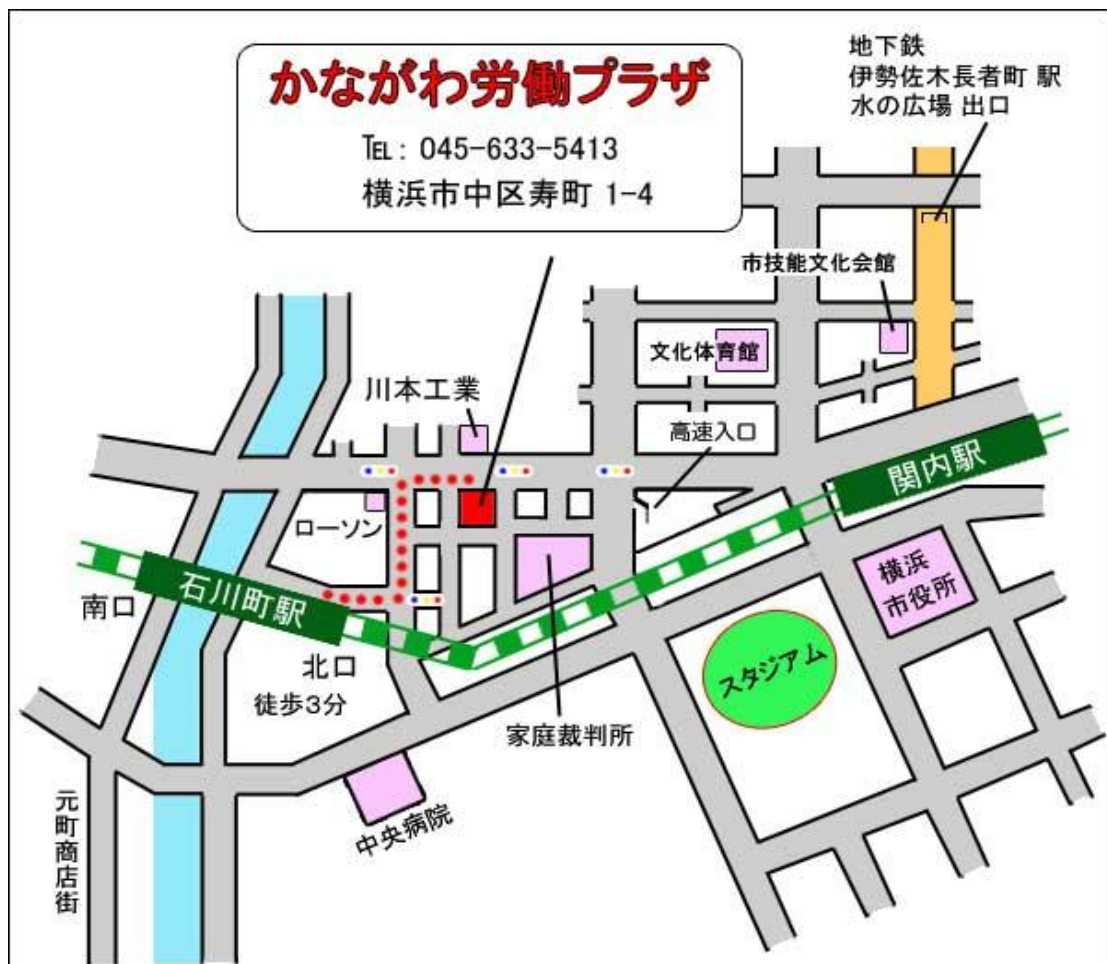 かながわ労働プラザ
TEL: 045-633-5413
横浜市中区寿町 1-4
地下鉄
伊勢佐木長者町 駅
水の広場 出口
市技能文化会館
文化体育館
川本工業
高速入口
関内駅
ローソン
石川町駅
南口
北口
徒歩3分
横浜
市役所
スタジアム
家庭裁判所
中央病院
元町商店街